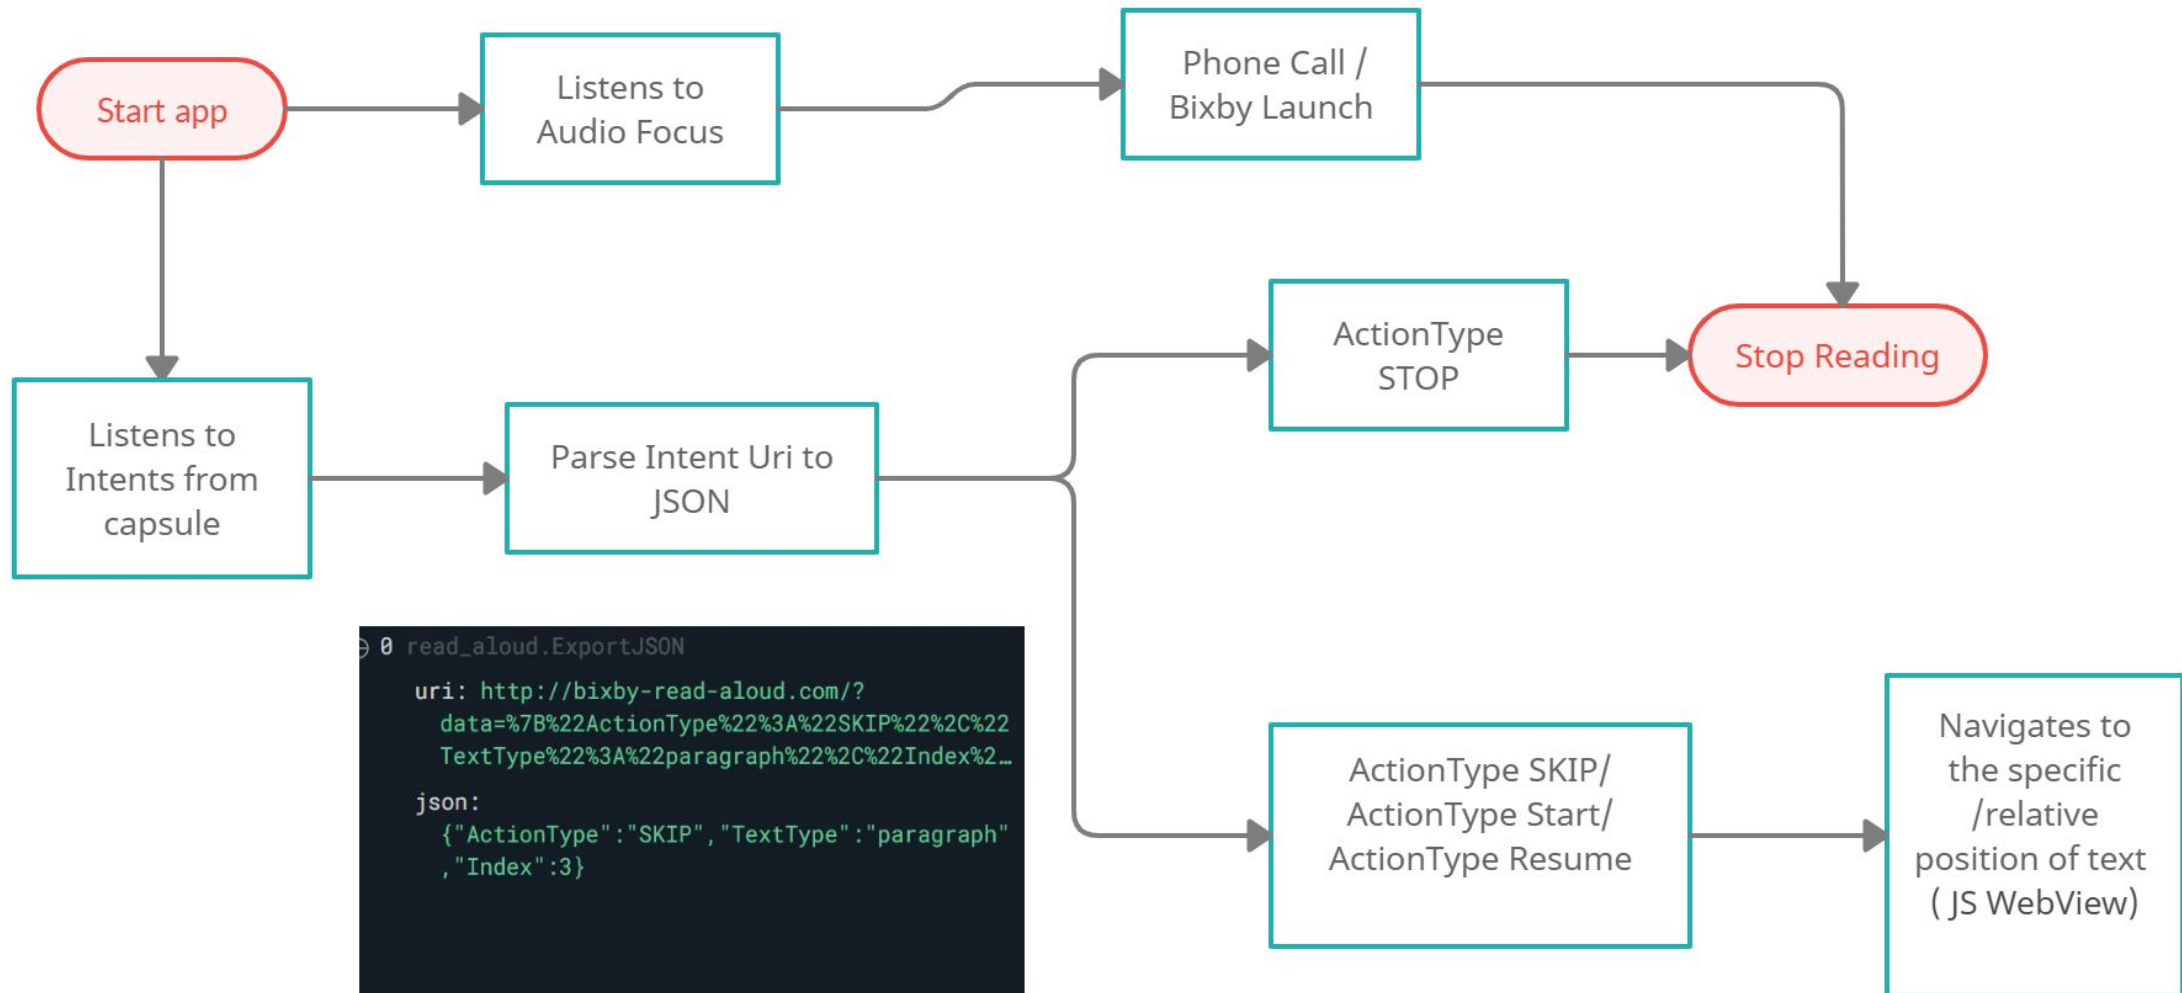 Start app
Listens to
Audio Focus
Phone Call /
Bixby Launch
ActionType
STOP
Stop Reading
Listens to
Intents from
capsule
Parse Intent Uri to
JSON
0 read_aloud.ExportJSON
uri: http://bixby-read-aloud.com/?
data=%7B%22ActionType%22%3A%22SKIP%22%2C%22
TextType%22%3A%22paragraph%22%2C%22Index%2…
json:
{"ActionType":"SKIP","TextType":"paragraph"
,"Index":3}
ActionType SKIP/
ActionType Start/
ActionType Resume
Navigates to
the specific
/relative
position of text
( JS WebView)